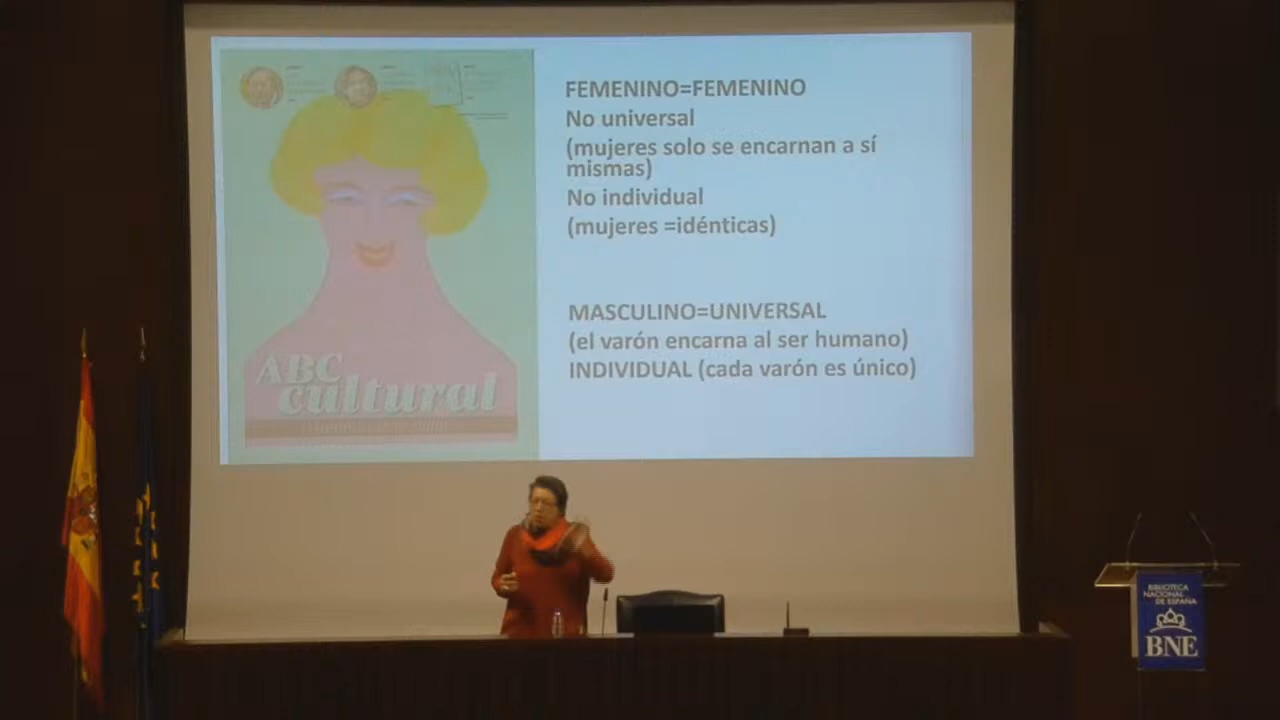 FEMENINO=FEMENINO
No universal
(mujeres solo se encarnan a sí
mismas)
No individual
(mujeres =idénticas)
MASCULINO=UNIVERSAL
(el varón encarna al ser humano)
INDIVIDUAL (cada varón es único)
ABC
cultural
BIBLIOTECA
NACIONAL
DE ESPAÑA
BNE